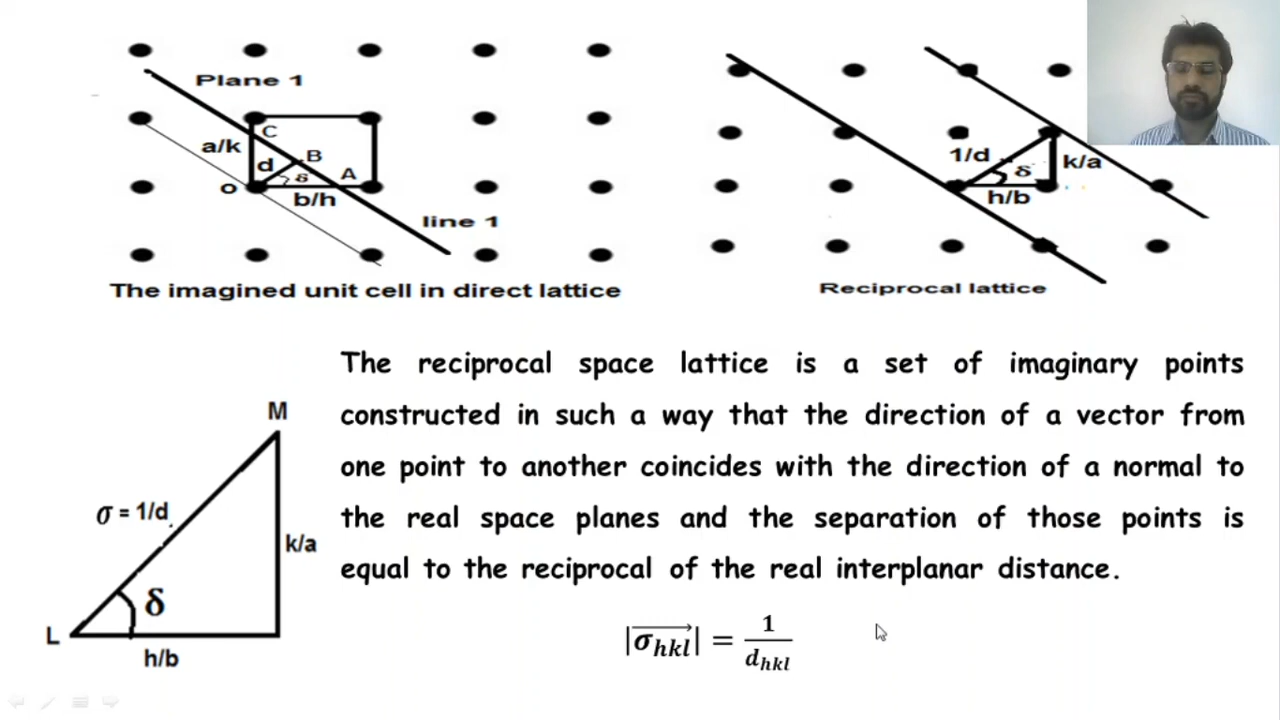 Plane 1
C
a/k
d
B
δ
A
O
b/h
line 1
The imagined unit cell in direct lattice
1/d
δ
k/a
h/b
Reciprocal lattice
The reciprocal space lattice is a set of imaginary points
constructed in such a way that the direction of a vector from
one point to another coincides with the direction of a normal to
the real space planes and the separation of those points is
equal to the reciprocal of the real interplanar distance.
M
σ = 1/d
k/a
δ
L
h/b
|σ⃗hkl| = 1/dhkl